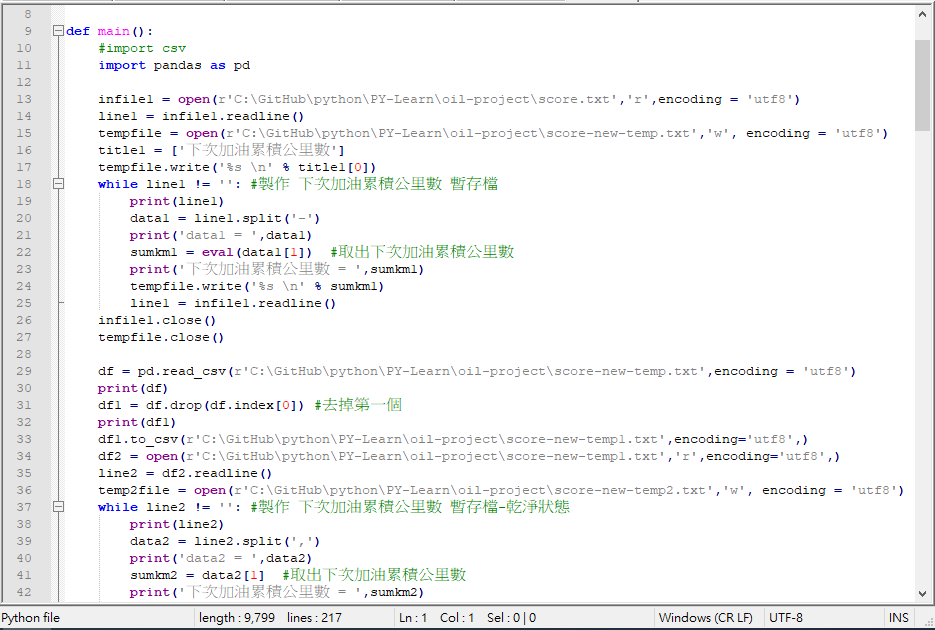 8
9 def main():
10 #import csv
11 import pandas as pd
12
13 infile1 = open(r'C:\GitHub\python\PY-Learn\oil-project\score.txt','r',encoding = 'utf8')
14 line1 = infile1.readline()
15 tempfile = open(r'C:\GitHub\python\PY-Learn\oil-project\score-new-temp.txt','w', encoding = 'utf8')
16 title1 = ['下次加油累積公里數']
17 tempfile.write('%s \n' % title1[0])
18 while line1 != '': #製作 下次加油累積公里數 暫存檔
19 print(line1)
20 data1 = line1.split('-')
21 print('data1 = ',data1)
22 sumkm1 = eval(data1[1]) #取出下次加油累積公里數
23 print('下次加油累積公里數 = ',sumkm1)
24 tempfile.write('%s \n' % sumkm1)
25 line1 = infile1.readline()
26 infile1.close()
27 tempfile.close()
28
29 df = pd.read_csv(r'C:\GitHub\python\PY-Learn\oil-project\score-new-temp.txt',encoding = 'utf8')
30 print(df)
31 df1 = df.drop(df.index[0]) #去掉第一個
32 print(df1)
33 df1.to_csv(r'C:\GitHub\python\PY-Learn\oil-project\score-new-temp1.txt',encoding='utf8',)
34 df2 = open(r'C:\GitHub\python\PY-Learn\oil-project\score-new-temp1.txt','r',encoding='utf8',)
35 line2 = df2.readline()
36 temp2file = open(r'C:\GitHub\python\PY-Learn\oil-project\score-new-temp2.txt','w', encoding = 'utf8')
37 while line2 != '': #製作 下次加油累積公里數 暫存檔-乾淨狀態
38 print(line2)
39 data2 = line2.split(',')
40 print('data2 = ',data2)
41 sumkm2 = data2[1] #取出下次加油累積公里數
42 print('下次加油累積公里數 = ',sumkm2)
Python file length : 9,799 lines : 217 Ln : 1 Col : 1 Sel : 0 | 0 Windows (CR LF) UTF-8 INS